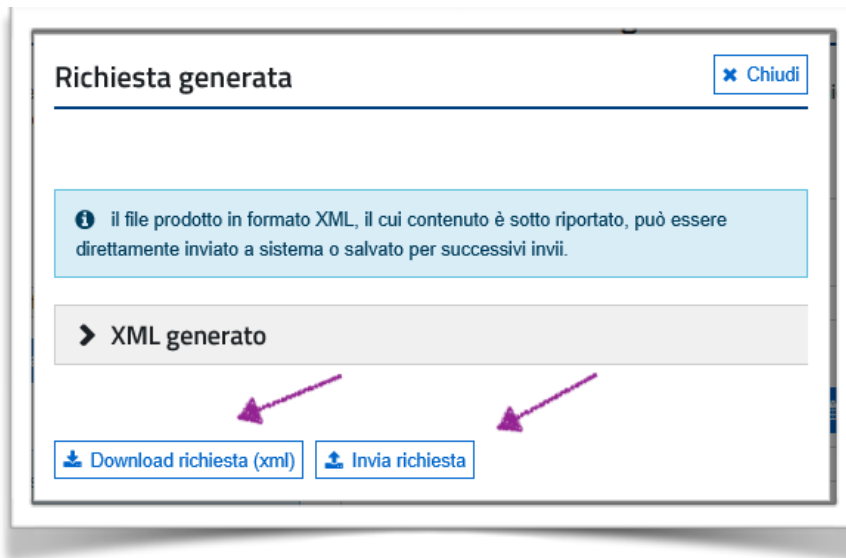 Richiesta generata
Chiudi
il file prodotto in formato XML, il cui contenuto è sotto riportato, può essere
direttamente inviato a sistema o salvato per successivi invii.
XML generato
Download richiesta (xml) Invia richiesta